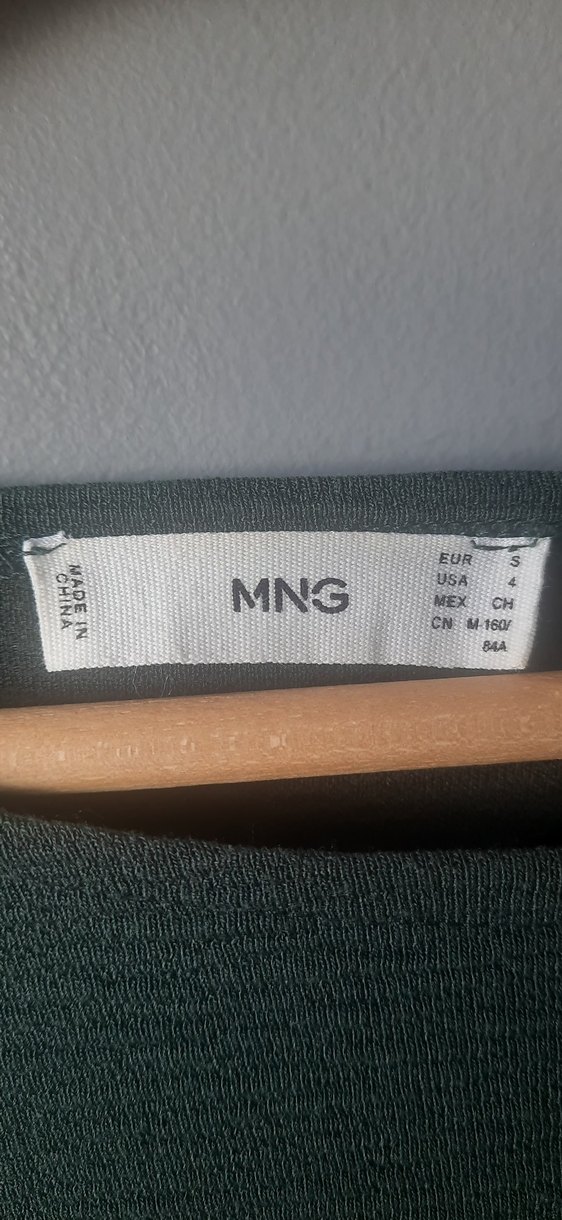 MADE IN
CHINA
MNG
EUR S
USA 4
MEX CH
CN M-160/
84A